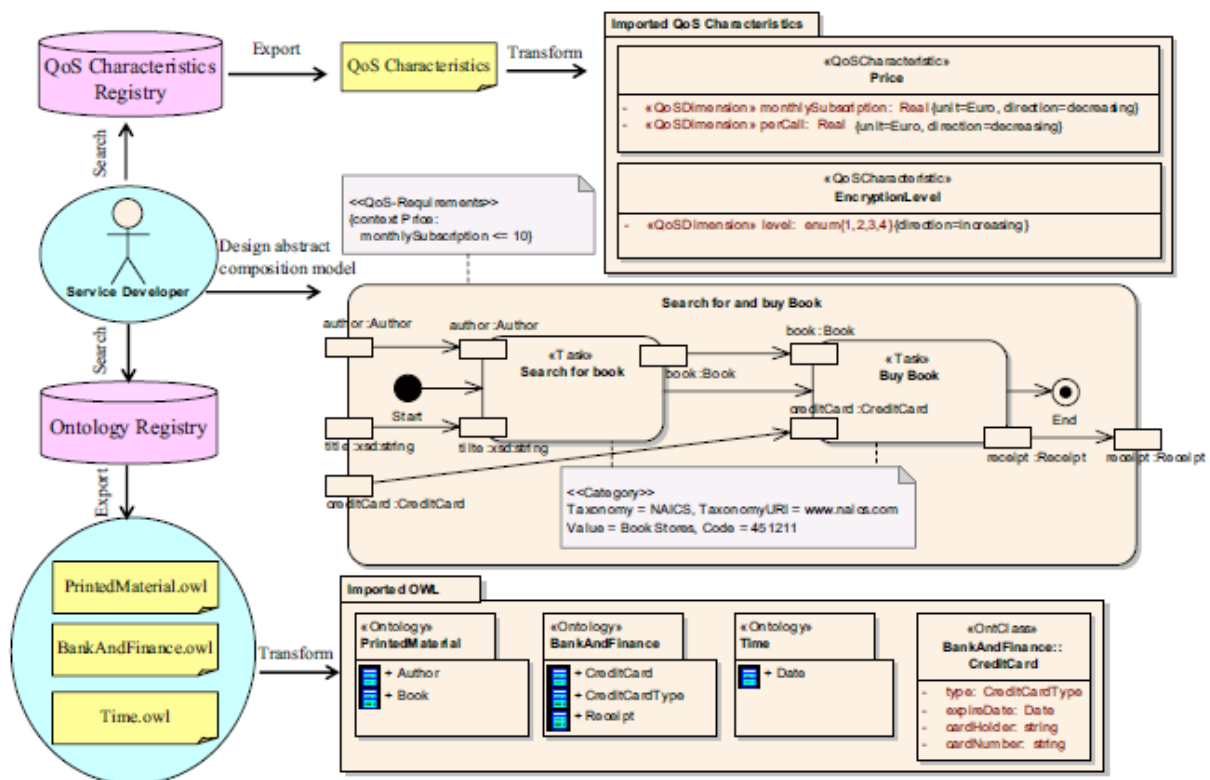 Imported QoS Characteristics
QoS Characteristics
Registry
Export
QoS Characteristics
Transform
«QoSCharacteristic»
Price
- «QoSDimension» monthlySubscription: Real {unit=Euro, direction=decreasing}
- «QoSDimension» perCall: Real {unit=Euro, direction=decreasing}
Search
«QoSCharacteristic»
EncryptionLevel
- «QoSDimension» level: enum{1,2,3,4}{direction=increasing}
<<QoS-Requirements>>
{context Price:
monthlySubscription <= 10}
Service Developer
Design abstract
composition model
Search for and buy Book
author :Author
author :Author
book :Book
«Task»
Search for book
book :Book
«Task»
Buy Book
Start
creditCard :CreditCard
End
title :xsd:string
tilte :xsd:string
receipt :Receipt
receipt :Receipt
creditCard :CreditCard
<<Category>>
Taxonomy = NAICS, TaxonomyURI = www.naics.com
Value = Book Stores, Code = 451211
Search
Ontology Registry
Export
PrintedMaterial.owl
BankAndFinance.owl
Time.owl
Transform
Imported OWL
«Ontology»
PrintedMaterial
+ Author
+ Book
«Ontology»
BankAndFinance
+ CreditCard
+ CreditCardType
+ Receipt
«Ontology»
Time
+ Date
«OntClass»
BankAndFinance::
CreditCard
- type: CreditCardType
- expireDate: Date
- cardHolder: string
- cardNumber: string